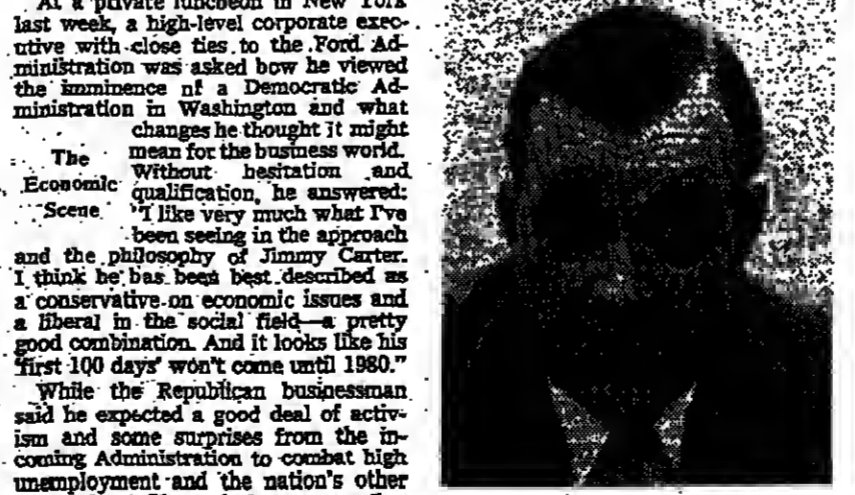 At a private luncheon in New York
last week, a high-level corporate exec-
utive with close ties to the Ford Ad-
ministration was asked how he viewed
the imminence of a Democratic Ad-
ministration in Washington and what
changes he thought it might
mean for the business world.
Without hesitation and
qualification, he answered:
"I like very much what I've
been seeing in the approach
The
Economic
Scene
and the philosophy of Jimmy Carter.
I think he has been best described as
a conservative on economic issues and
a liberal in the social field—a pretty
good combination. And it looks like his
'first 100 days' won't come until 1980."
While the Republican businessman
said he expected a good deal of activ-
ism and some surprises from the in-
coming Administration to combat high
unemployment and the nation's other